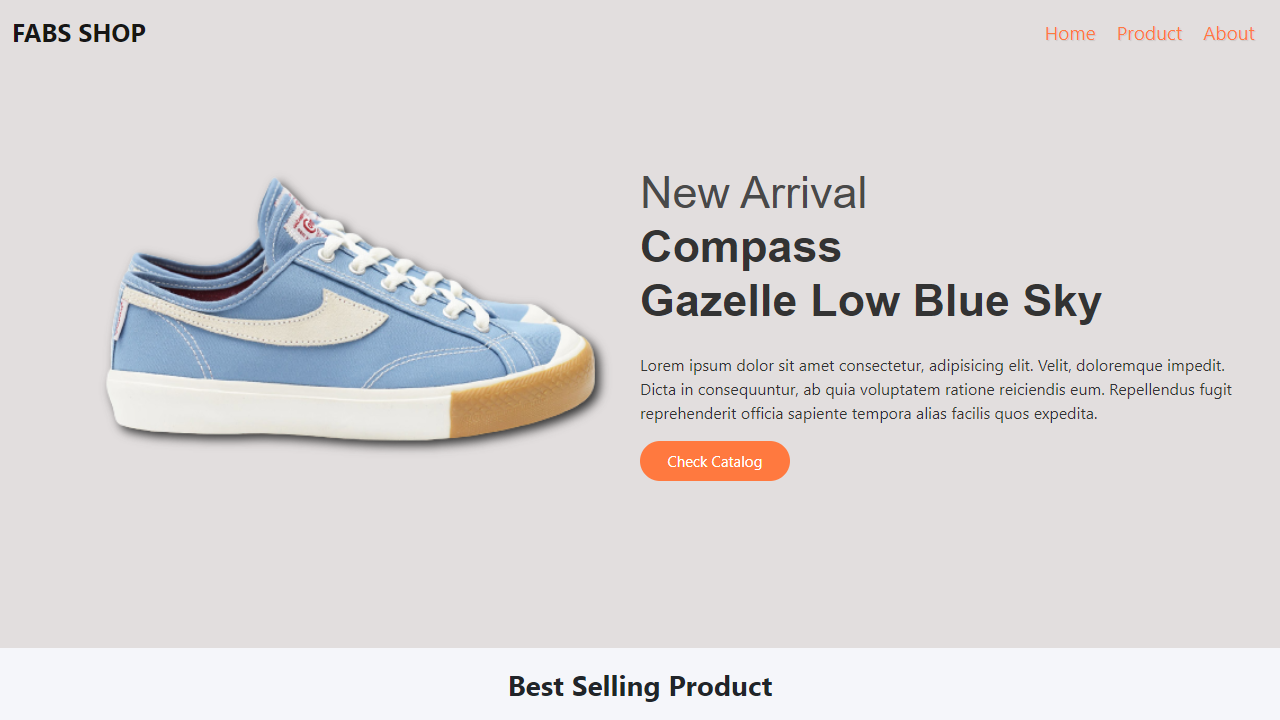 FABS SHOP
Home Product About
New Arrival
Compass
Gazelle Low Blue Sky
Lorem ipsum dolor sit amet consectetur, adipisicing elit. Velit, doloremque impedit.
Dicta in consequuntur, ab quia voluptatem ratione reiciendis eum. Repellendus fugit
reprehenderit officia sapiente tempora alias facilis quos expedita.
Check Catalog
Best Selling Product